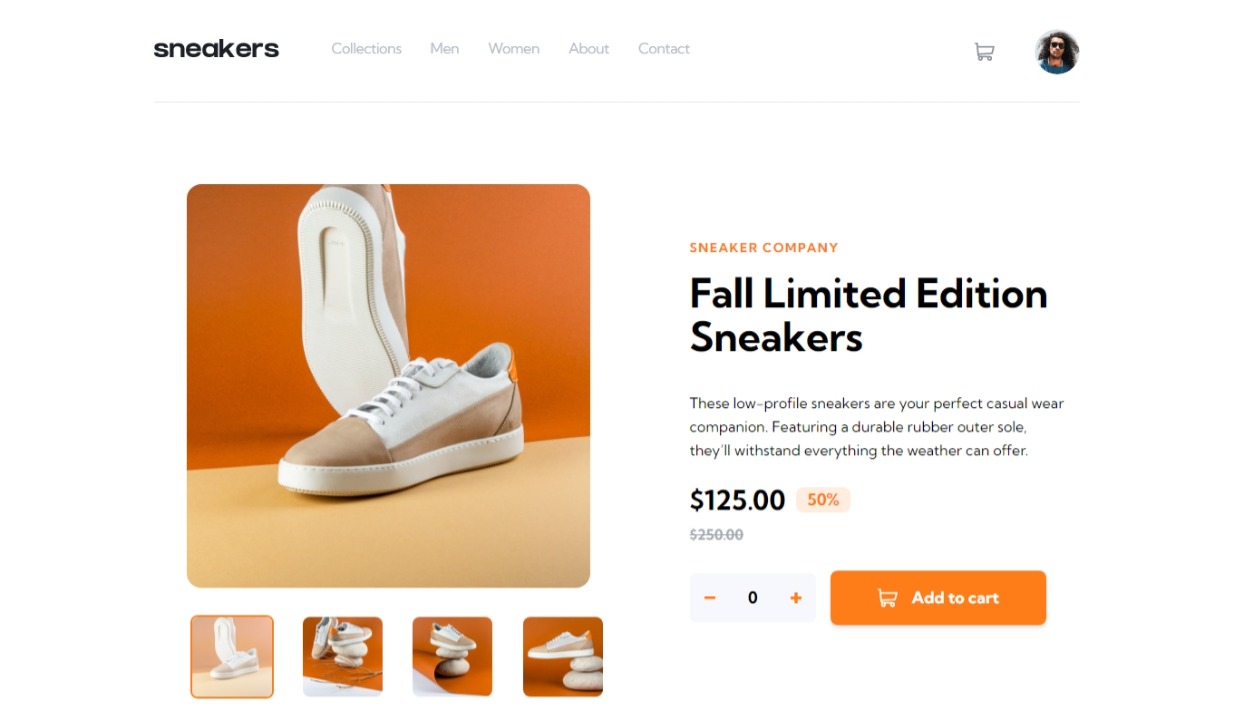 sneakers Collections Men Women About Contact
SNEAKER COMPANY
Fall Limited Edition
Sneakers
These low-profile sneakers are your perfect casual wear
companion. Featuring a durable rubber outer sole,
they'll withstand everything the weather can offer.
$125.00 50%
$250.00
− 0 + Add to cart